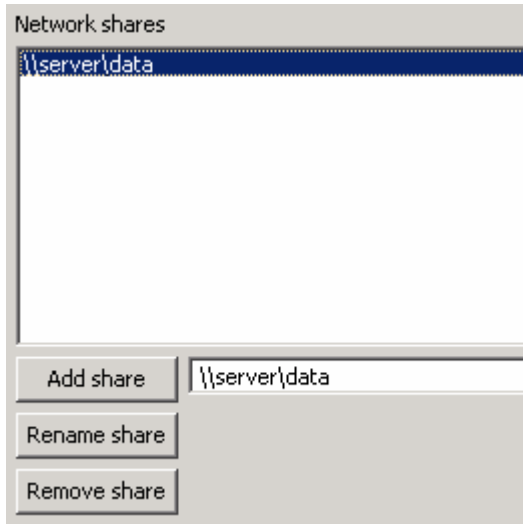 Network shares
\\server\data
Add share
\\server\data
Rename share
Remove share